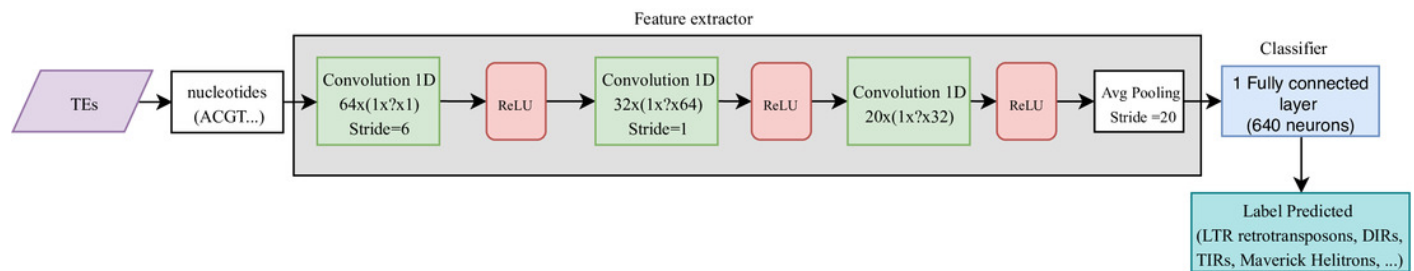 Feature extractor
TEs
nucleotides
(ACGT...)
Convolution 1D
64x(1x?x1)
Stride=6
ReLU
Convolution 1D
32x(1x?x64)
Stride=1
ReLU
Convolution 1D
20x(1x?x32)
ReLU
Avg Pooling
Stride =20
Classifier
1 Fully connected
layer
(640 neurons)
Label Predicted
(LTR retrotransposons, DIRs,
TIRs, Maverick Helitrons, ...)